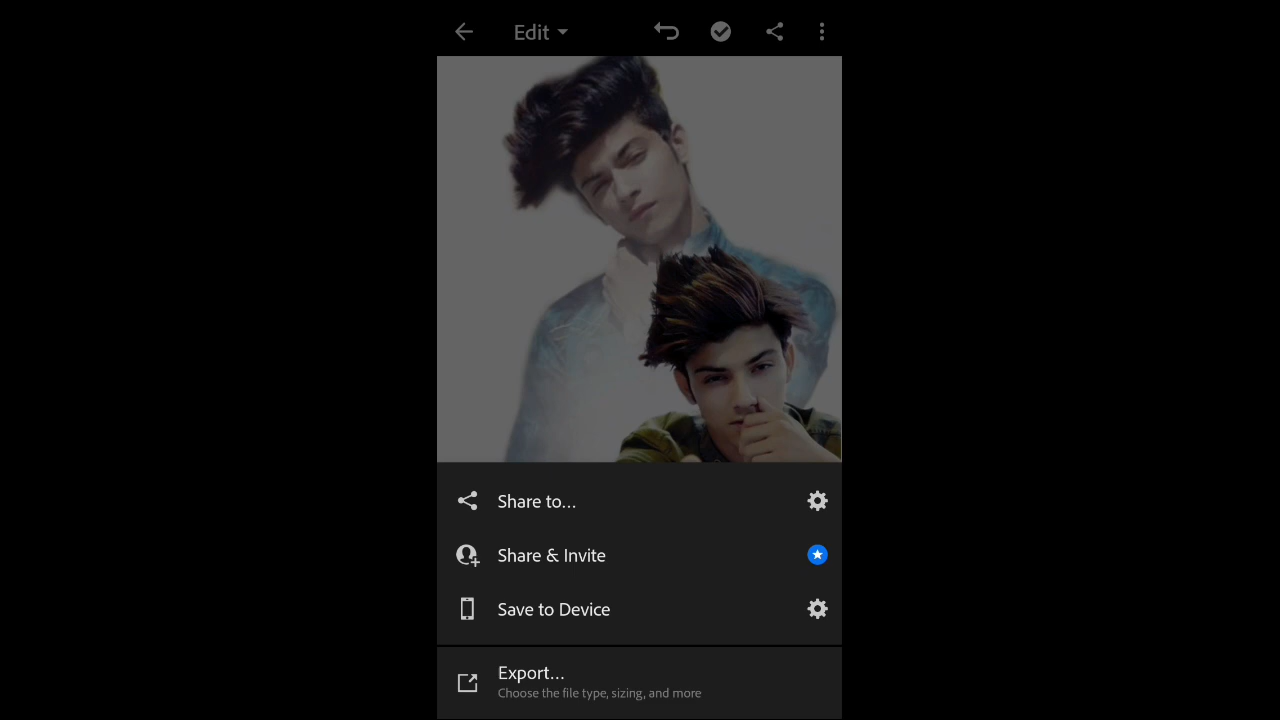 Edit
Share to...
Share & Invite
Save to Device
Export...
Choose the file type, sizing, and more